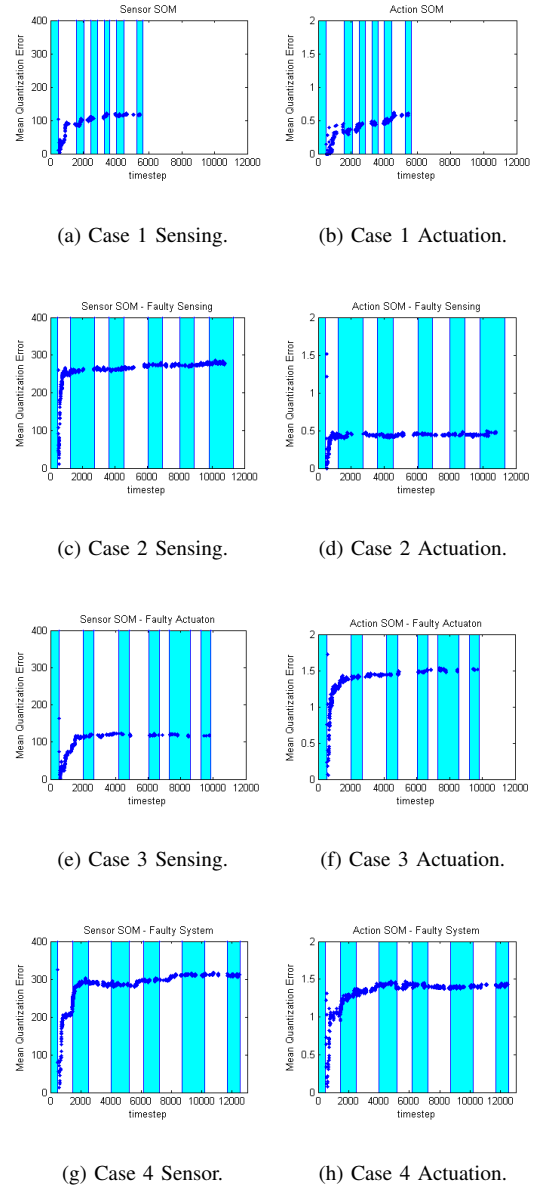 Sensor SOM
Action SOM
Mean Quantization Error
400
300
200
100
0
0 2000 4000 6000 8000 10000 12000
timestep
Mean Quantization Error
2
1.5
1
0.5
0
0 2000 4000 6000 8000 10000 12000
timestep
(a) Case 1 Sensing.
(b) Case 1 Actuation.
Sensor SOM - Faulty Sensing
Action SOM - Faulty Sensing
Mean Quantization Error
400
300
200
100
0
0 2000 4000 6000 8000 10000 12000
timestep
Mean Quantization Error
2
1.5
1
0.5
0
0 2000 4000 6000 8000 10000 12000
timestep
(c) Case 2 Sensing.
(d) Case 2 Actuation.
Sensor SOM - Faulty Actuaton
Action SOM - Faulty Actuaton
Mean Quantization Error
400
300
200
100
0
0 2000 4000 6000 8000 10000 12000
timestep
Mean Quantization Error
2
1.5
1
0.5
0
0 2000 4000 6000 8000 10000 12000
timestep
(e) Case 3 Sensing.
(f) Case 3 Actuation.
Sensor SOM - Faulty System
Action SOM - Faulty System
Mean Quantization Error
400
300
200
100
0
0 2000 4000 6000 8000 10000 12000
timestep
Mean Quantization Error
2
1.5
1
0.5
0
0 2000 4000 6000 8000 10000 12000
timestep
(g) Case 4 Sensor.
(h) Case 4 Actuation.